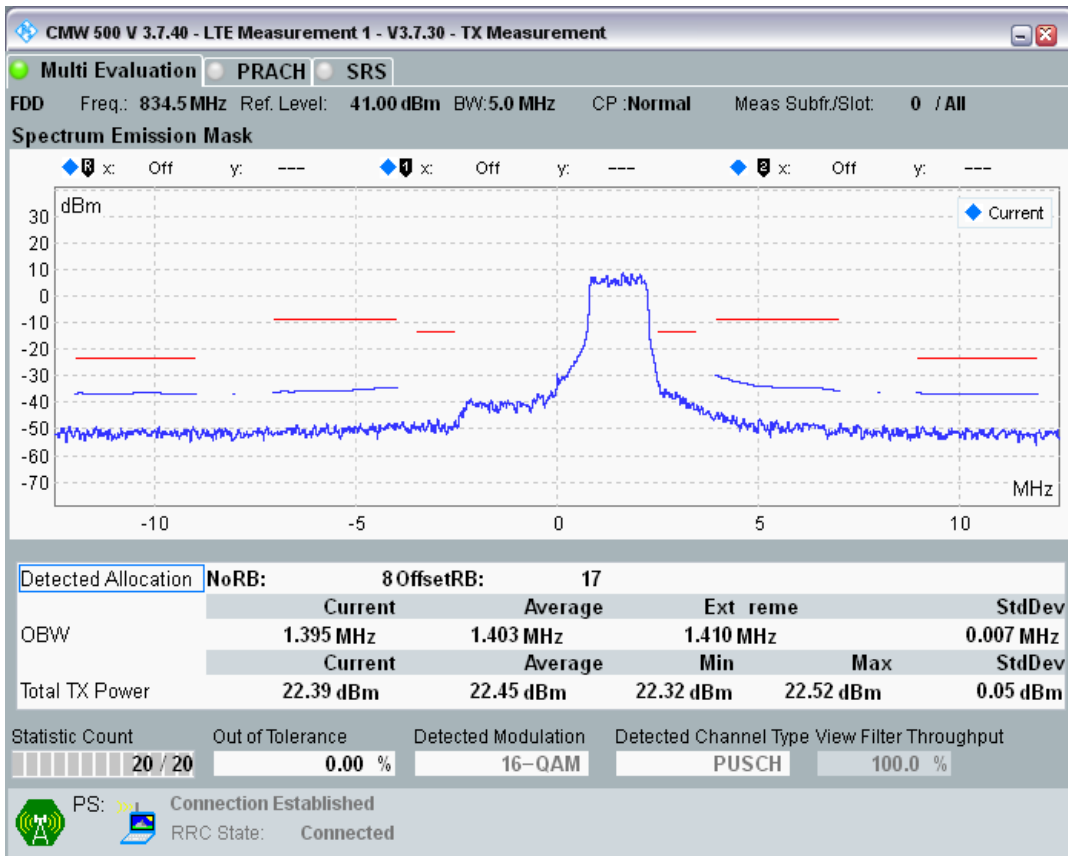 CMW 500 V 3.7.40 - LTE Measurement 1 - V3.7.30 - TX Measurement
Multi Evaluation PRACH SRS
FDD Freq.: 834.5 MHz Ref. Level: 41.00 dBm BW:5.0 MHz CP :Normal Meas Subfr./Slot: 0 / All
Spectrum Emission Mask
R x: Off y: --- 1 x: Off y: --- 2 x: Off y: ---
dBm
Current
30
20
10
0
-10
-20
-30
-40
-50
-60
-70
MHz
-10 -5 0 5 10
Detected Allocation NoRB: 8 OffsetRB: 17
Current Average Ext reme StdDev
OBW 1.395 MHz 1.403 MHz 1.410 MHz 0.007 MHz
Current Average Min Max StdDev
Total TX Power 22.39 dBm 22.45 dBm 22.32 dBm 22.52 dBm 0.05 dBm
Statistic Count Out of Tolerance Detected Modulation Detected Channel Type View Filter Throughput
20 / 20 0.00 % 16-QAM PUSCH 100.0 %
PS: Connection Established
RRC State: Connected